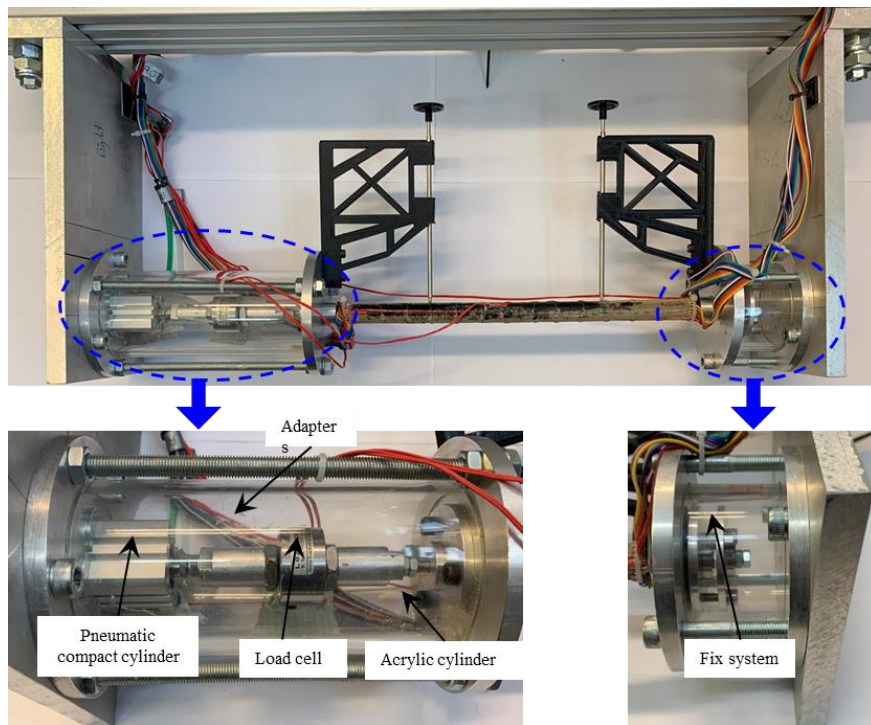 Adapter
s
Pneumatic
compact cylinder
Load cell
Acrylic cylinder
Fix system